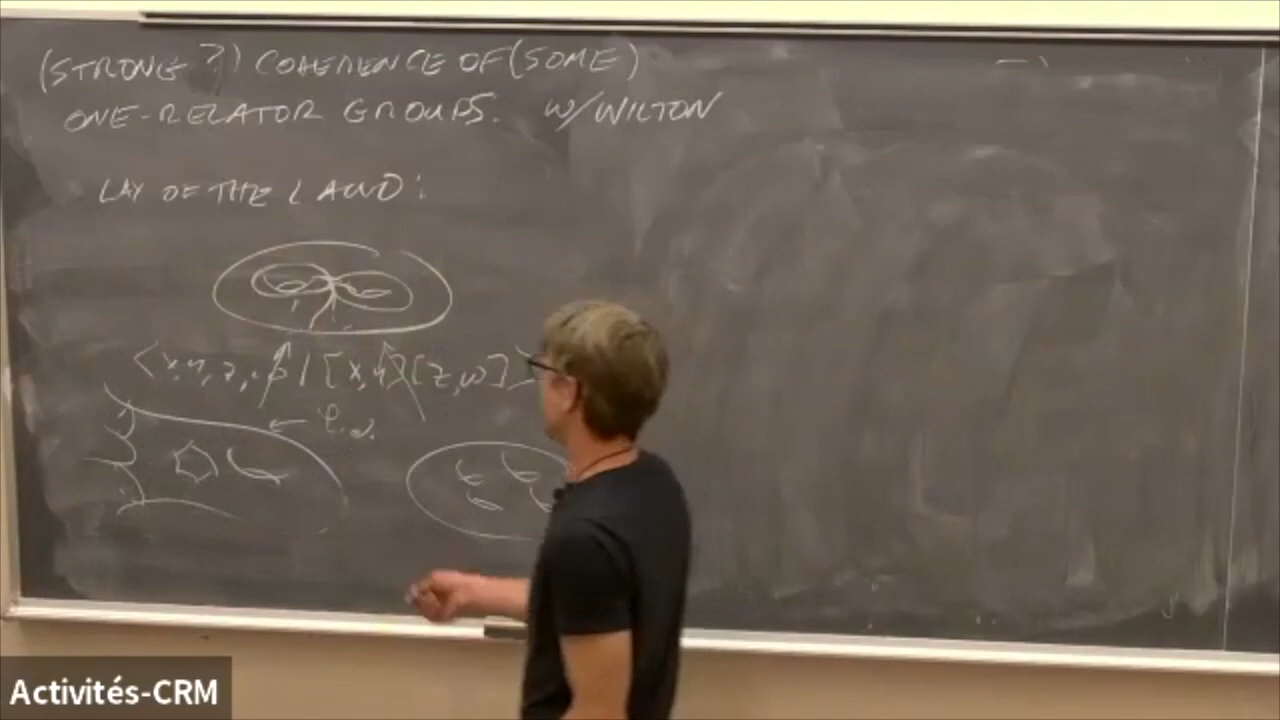 (STRONG?) COHERENCE OF (SOME)
ONE-RELATOR GROUPS. W/WILTON
LAY OF THE LAND:
[z,w]
Activités-CRM